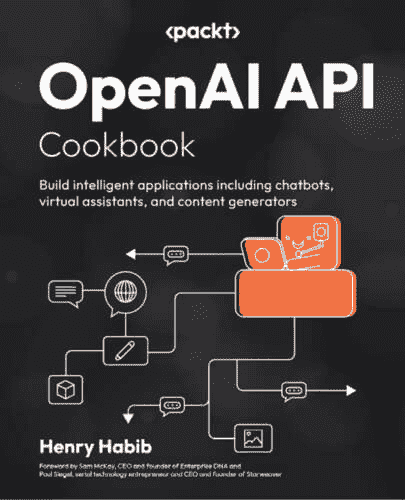 <packt>
OpenAI API
Cookbook
Build intelligent applications including chatbots,
virtual assistants, and content generators
Henry Habib
Foreword by Sam McKay, CEO and founder of Enterprise DNA and
Paul Siegel, serial technology entrepreneur and CEO and Founder of Starweaver